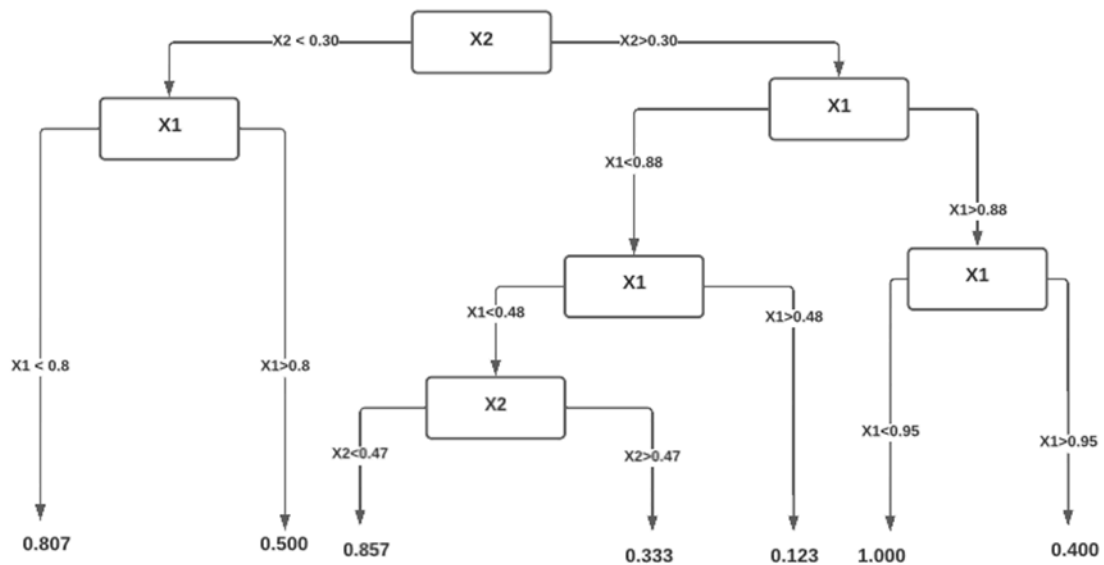 X2
X2 < 0.30
X2>0.30
X1
X1
X1<0.88
X1>0.88
X1
X1
X1<0.48
X1>0.48
X1 < 0.8
X1>0.8
X2
X1<0.95
X1>0.95
X2<0.47
X2>0.47
0.807
0.500
0.857
0.333
0.123
1.000
0.400